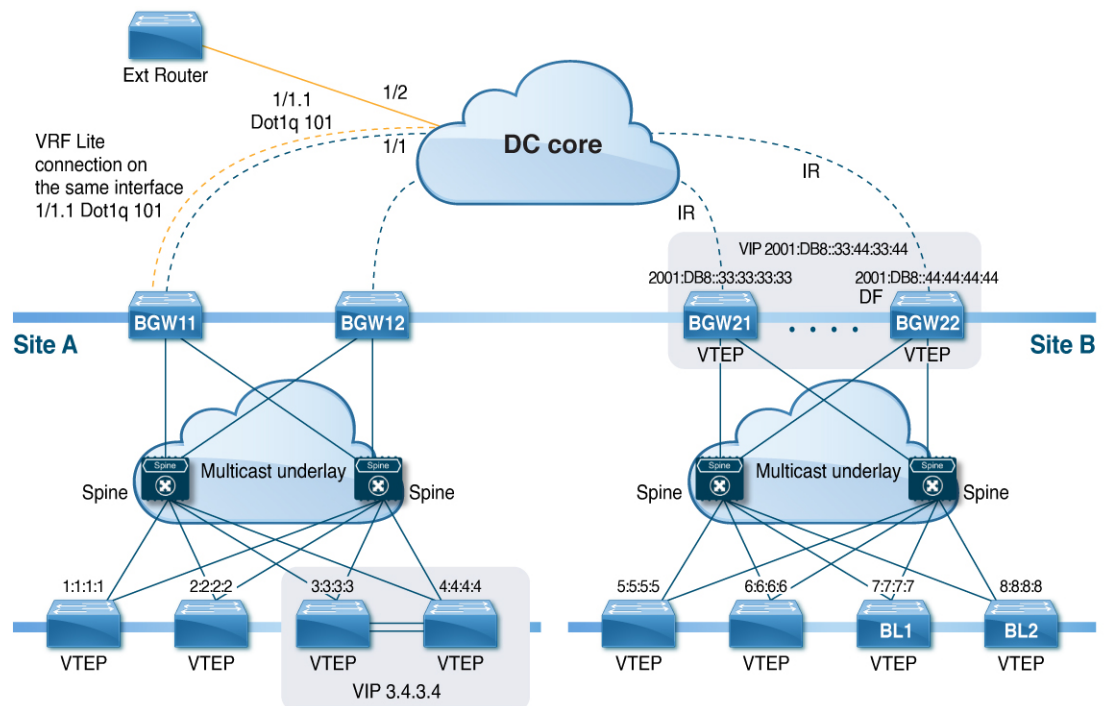 Ext Router
1/2
1/1.1
Dot1q 101
1/1
DC core
VRF Lite
connection on
the same interface
1/1.1 Dot1q 101
IR
IR
VIP 2001:DB8::33:44:33:44
2001:DB8::33:33:33:33
2001:DB8::44:44:44:44
DF
BGW11
BGW12
BGW21
BGW22
Site A
Site B
VTEP
VTEP
Spine
Multicast underlay
Spine
Spine
Spine
Spine
Multicast underlay
Spine
Spine
Spine
1:1:1:1
2:2:2:2
3:3:3:3
4:4:4:4
5:5:5:5
6:6:6:6
7:7:7:7
8:8:8:8
BL1
BL2
VTEP
VTEP
VTEP
VTEP
VTEP
VTEP
VTEP
VTEP
VIP 3.4.3.4